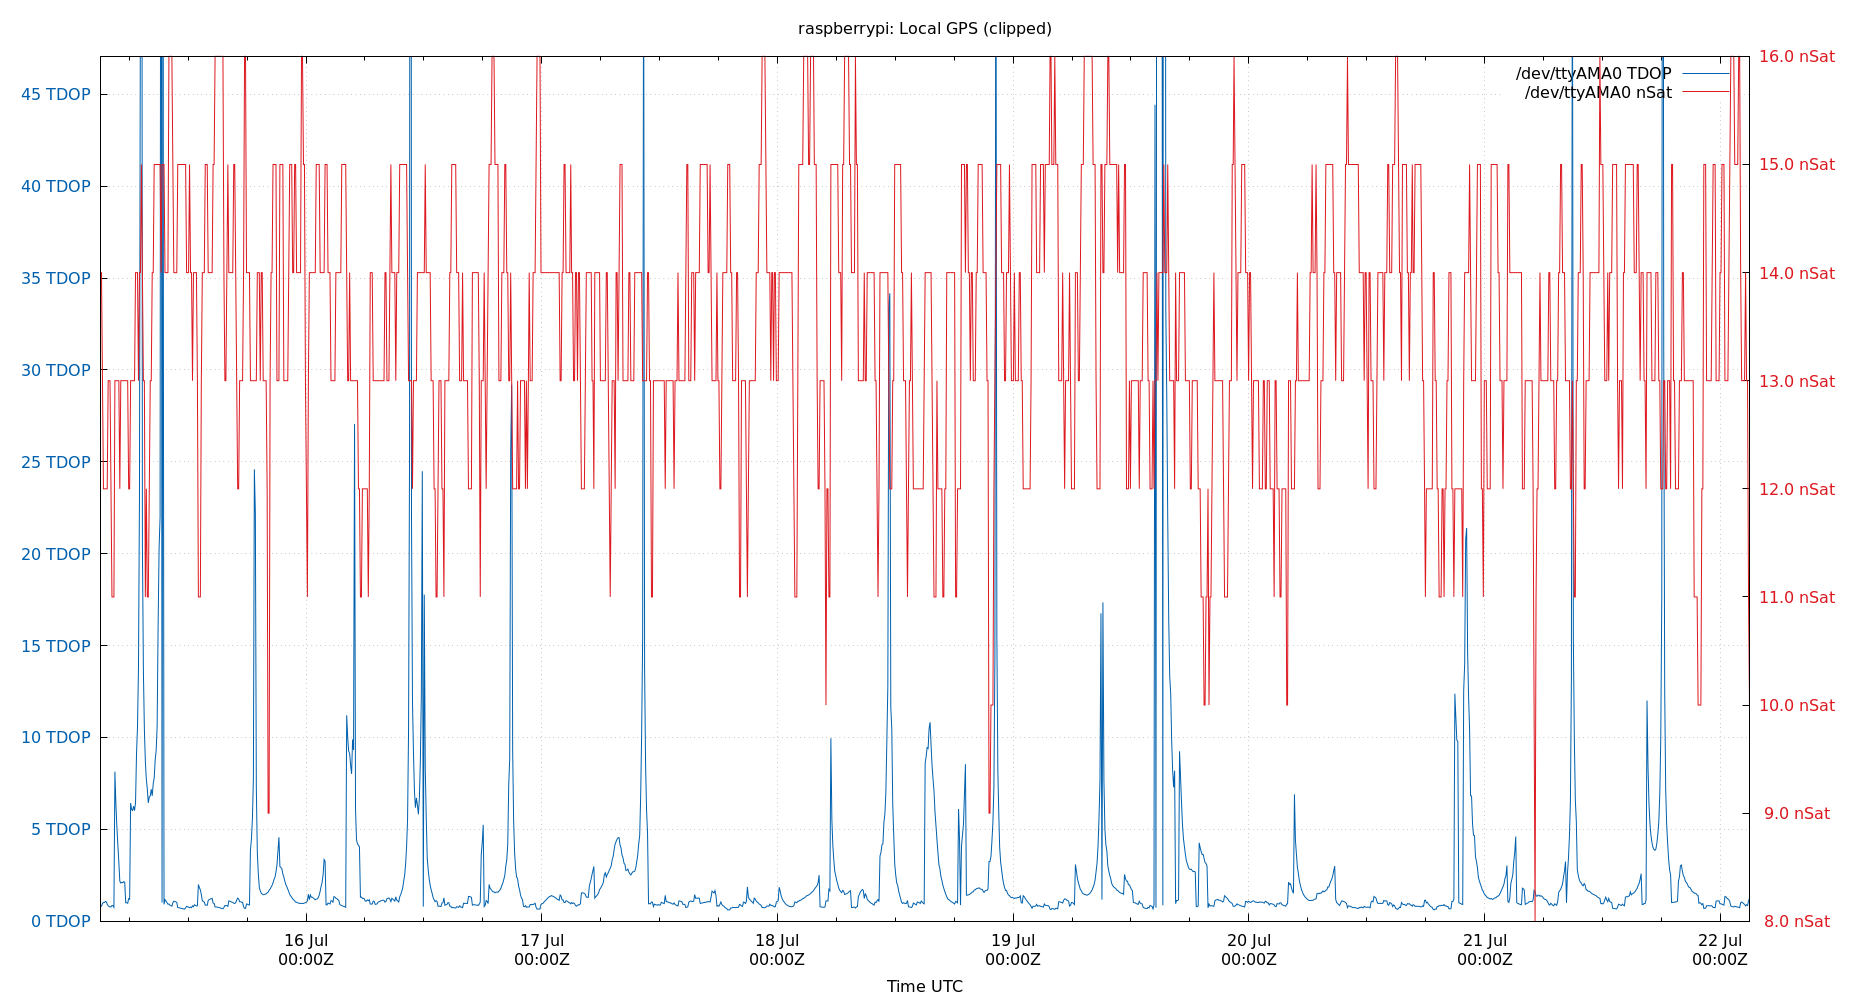 raspberrypi: Local GPS (clipped)
/dev/ttyAMA0 TDOP
/dev/ttyAMA0 nSat
45 TDOP
40 TDOP
35 TDOP
30 TDOP
25 TDOP
20 TDOP
15 TDOP
10 TDOP
5 TDOP
0 TDOP
16.0 nSat
15.0 nSat
14.0 nSat
13.0 nSat
12.0 nSat
11.0 nSat
10.0 nSat
9.0 nSat
8.0 nSat
16 Jul
00:00Z
17 Jul
00:00Z
18 Jul
00:00Z
19 Jul
00:00Z
20 Jul
00:00Z
21 Jul
00:00Z
22 Jul
00:00Z
Time UTC